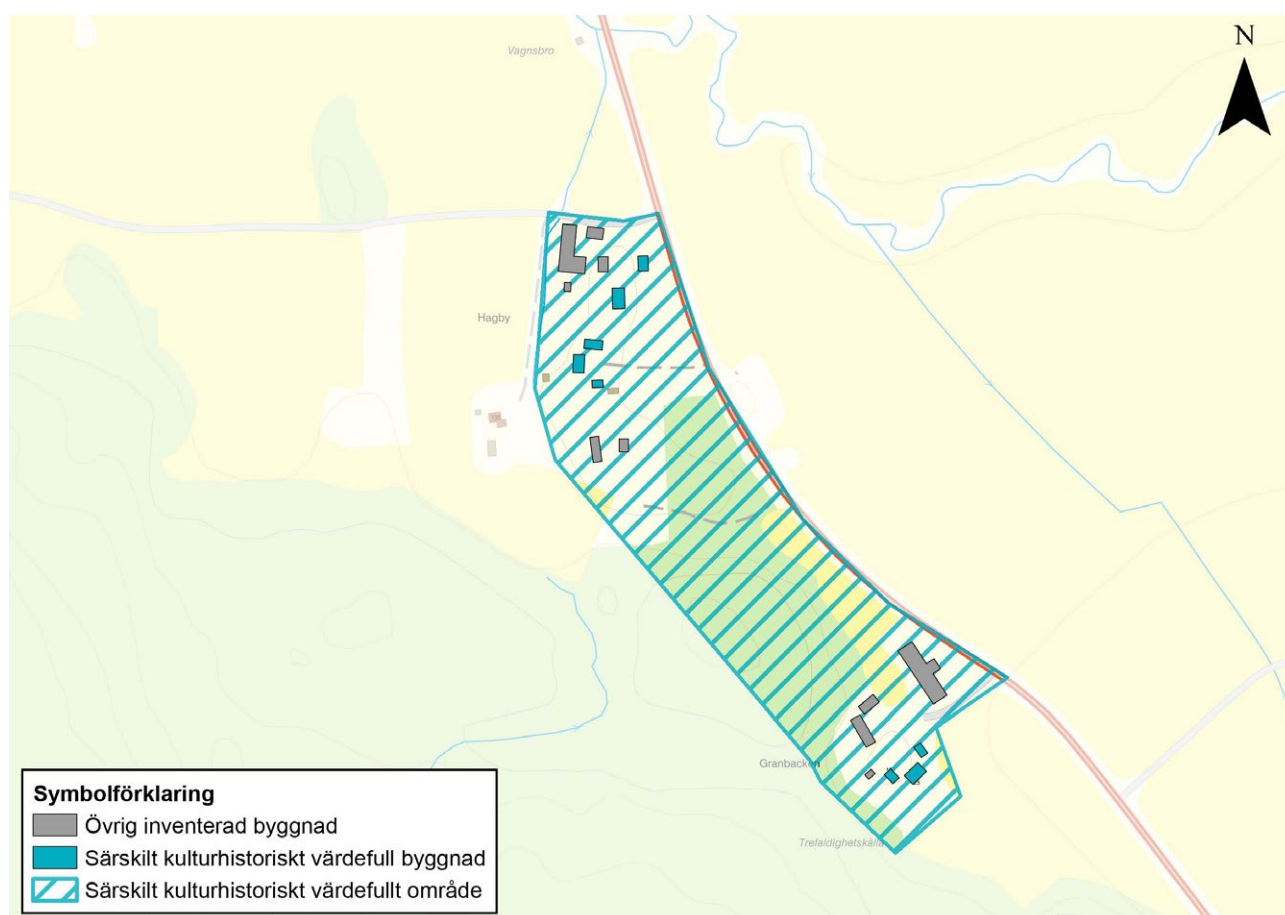 Vagnsbro
N
Hagby
Granbacken
Trefaldighetskälla
Symbolförklaring
Övrig inventerad byggnad
Särskilt kulturhistoriskt värdefull byggnad
Särskilt kulturhistoriskt värdefullt område